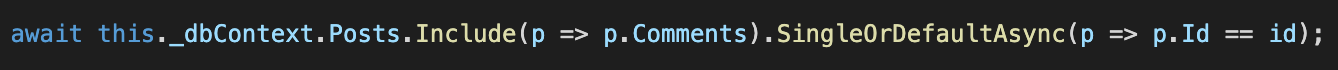 await this._dbContext.Posts.Include(p => p.Comments).SingleOrDefaultAsync(p => p.Id == id);